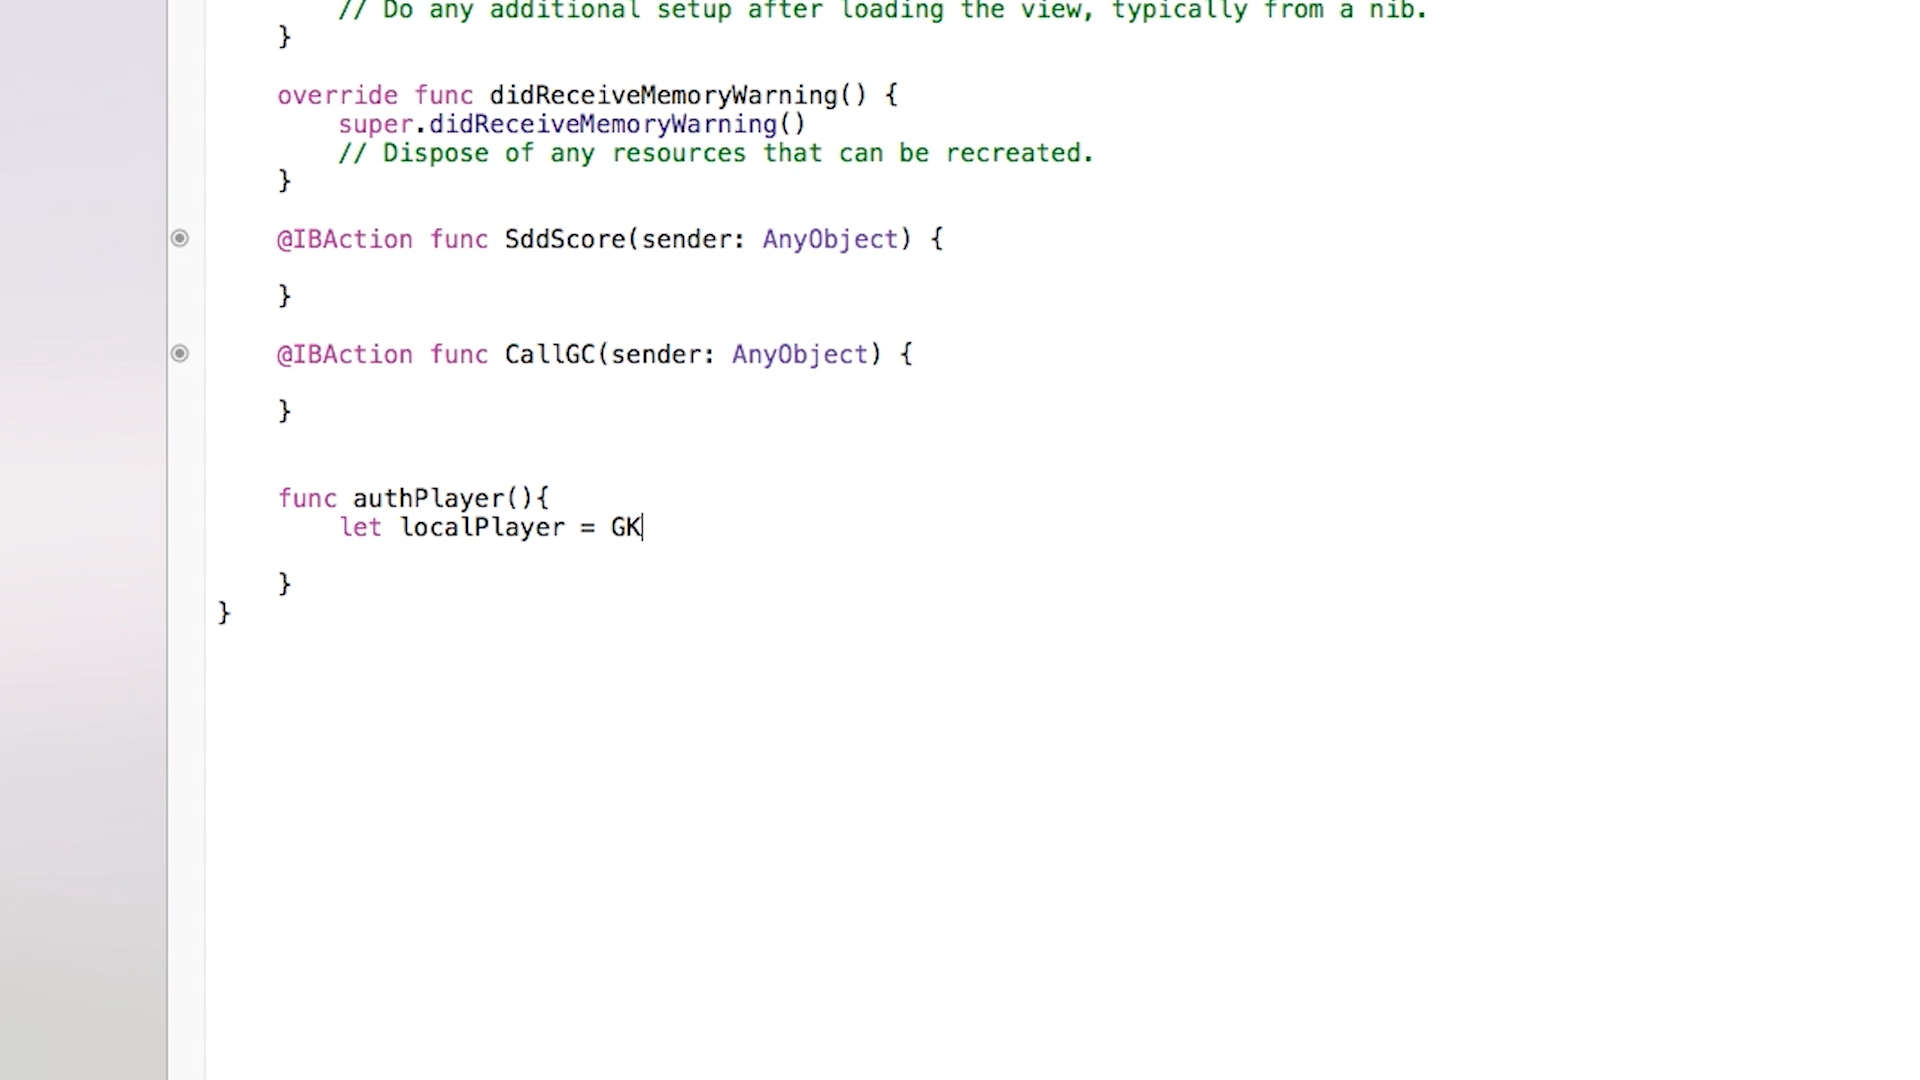 // Do any additional setup after loading the view, typically from a nib.
}
override func didReceiveMemoryWarning() {
super.didReceiveMemoryWarning()
// Dispose of any resources that can be recreated.
}
@IBAction func SddScore(sender: AnyObject) {
}
@IBAction func CallGC(sender: AnyObject) {
}
func authPlayer(){
let localPlayer = GK
}
}